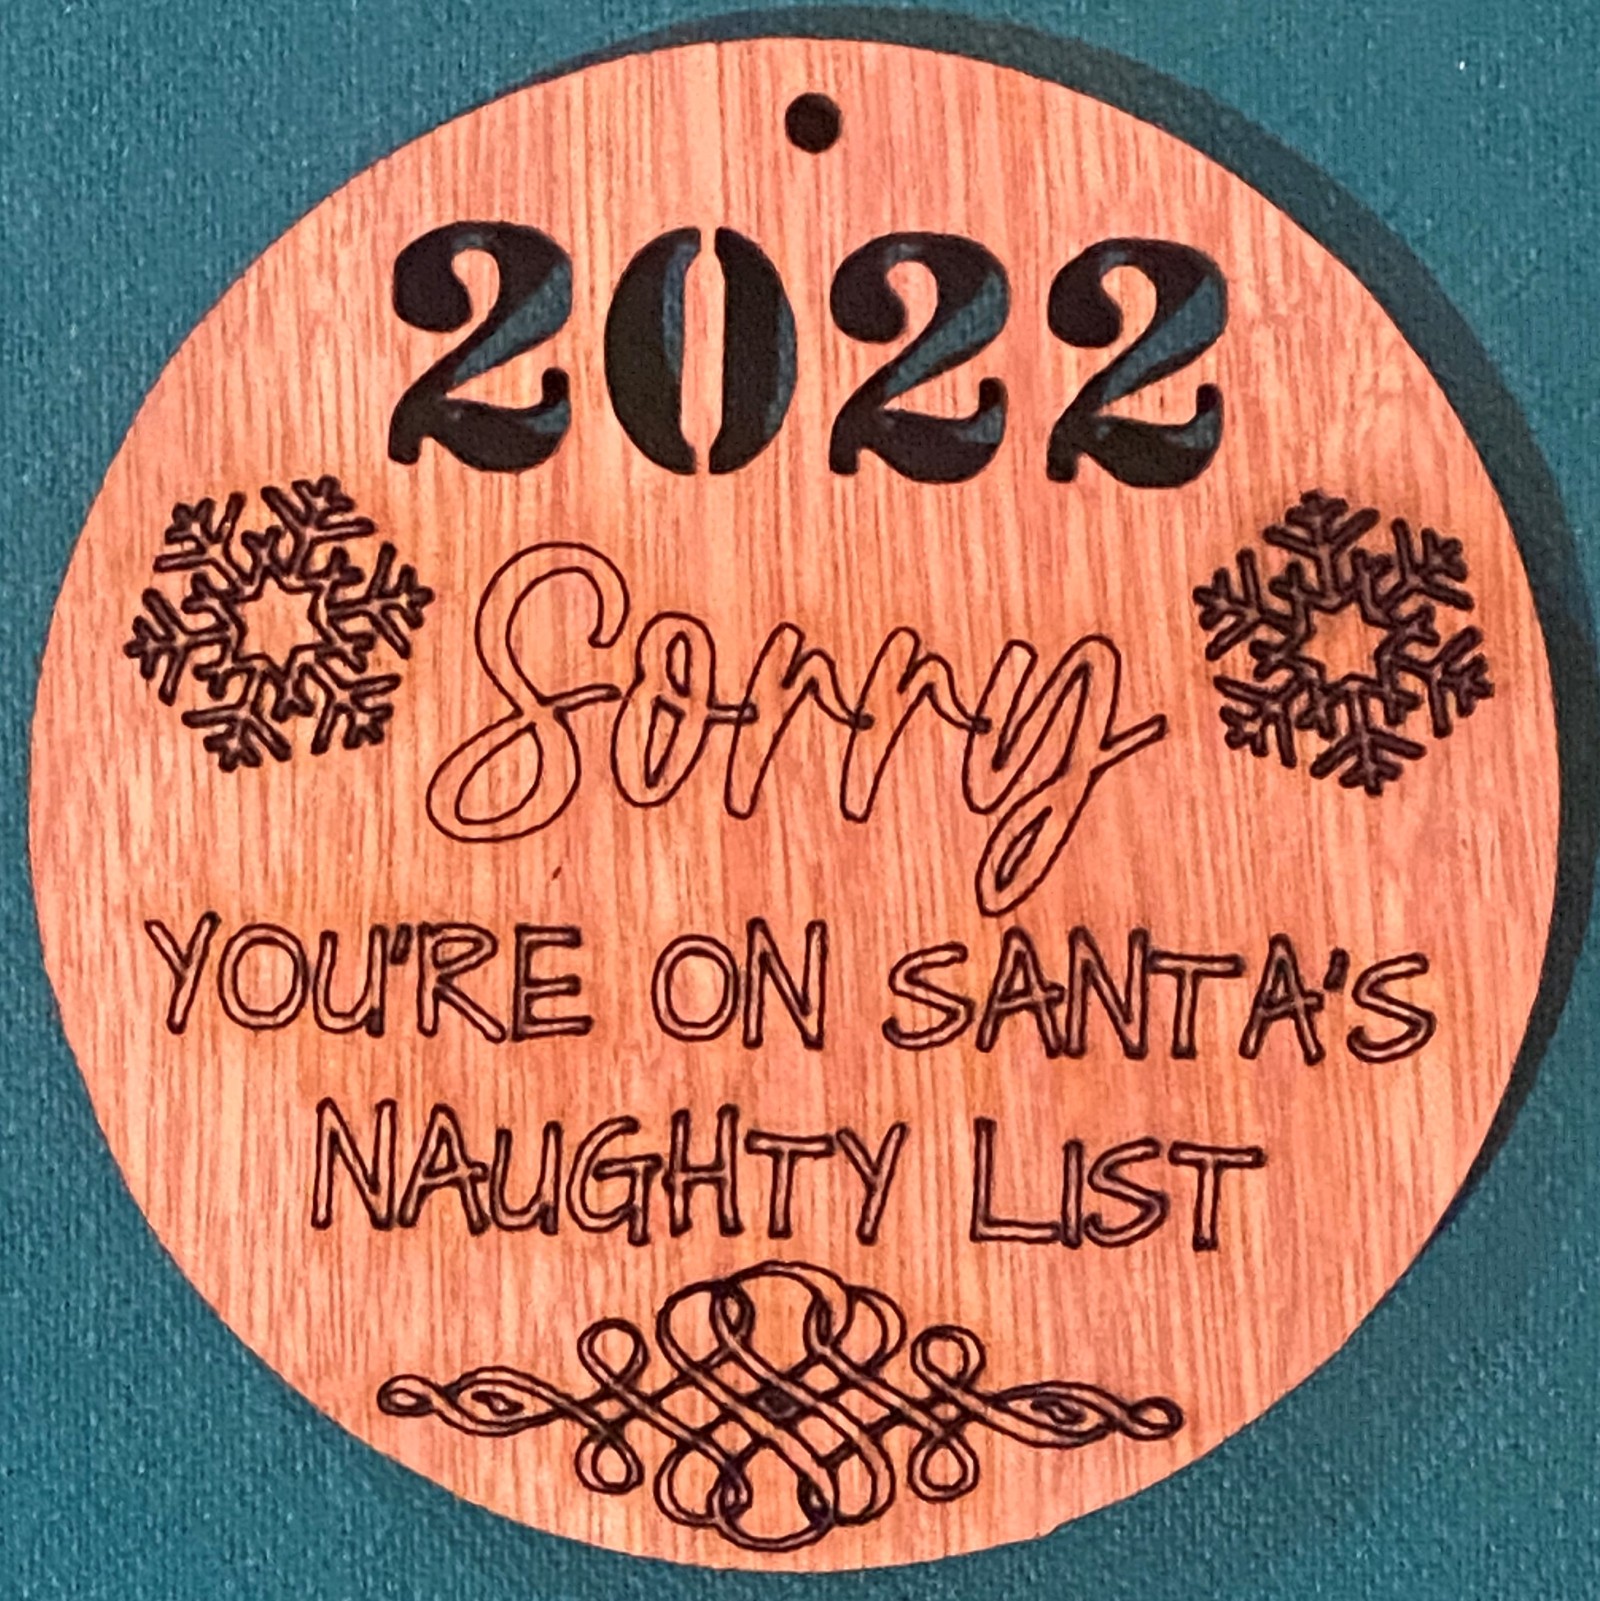 2022
Sorry
YOU'RE ON SANTA'S
NAUGHTY LIST